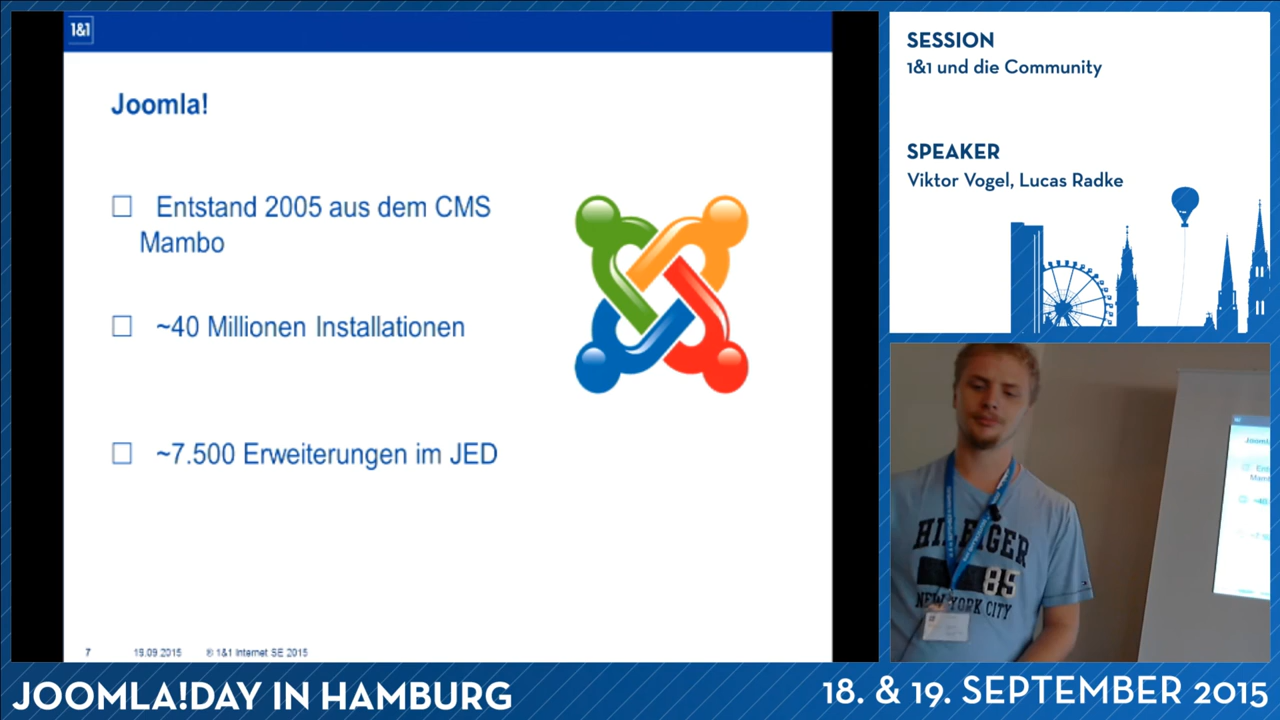 1&1
Joomla!
Entstand 2005 aus dem CMS
Mambo
~40 Millionen Installationen
~7.500 Erweiterungen im JED
7 19.09.2015 © 1&1 Internet SE 2015
SESSION
1&1 und die Community
SPEAKER
Viktor Vogel, Lucas Radke
HILFIGER
85
NEW YORK CITY
JOOMLA!DAY IN HAMBURG
18. & 19. SEPTEMBER 2015